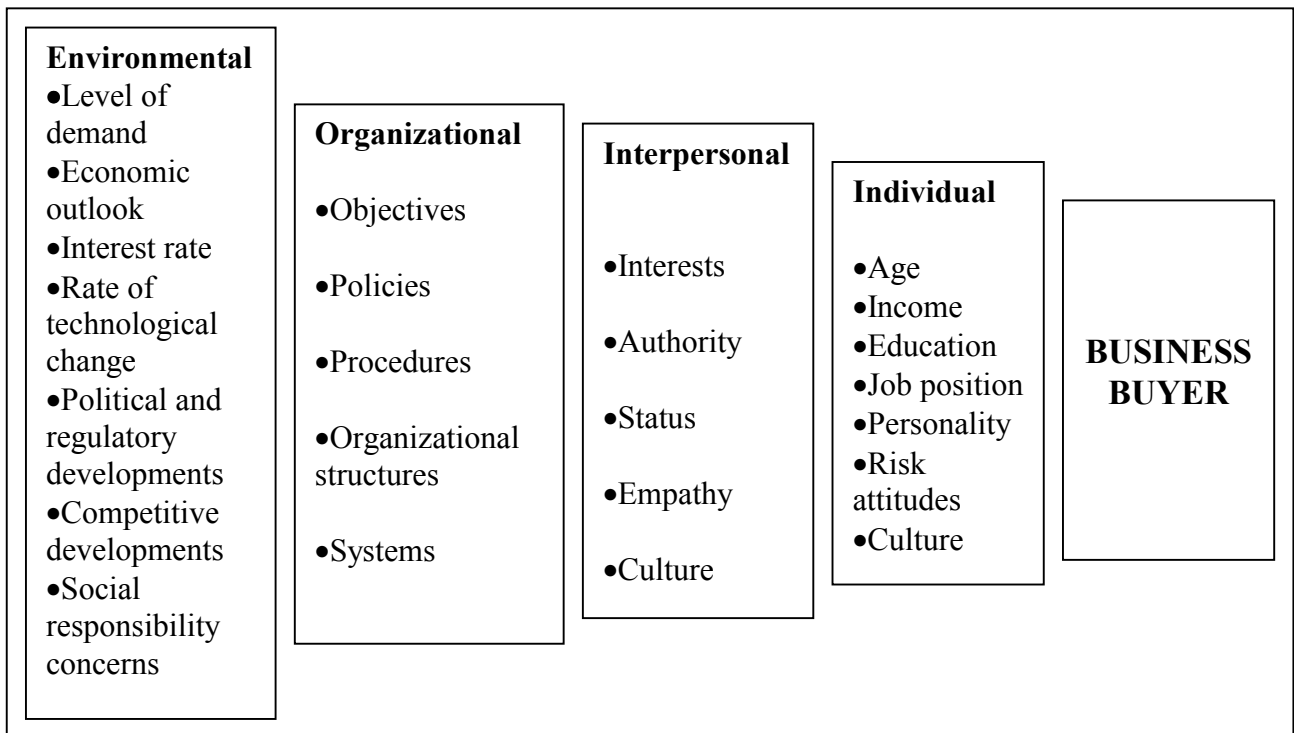 Environmental
•Level of
demand
•Economic
outlook
•Interest rate
•Rate of
technological
change
•Political and
regulatory
developments
•Competitive
developments
•Social
responsibility
concerns
Organizational
•Objectives
•Policies
•Procedures
•Organizational
structures
•Systems
Interpersonal
•Interests
•Authority
•Status
•Empathy
•Culture
Individual
•Age
•Income
•Education
•Job position
•Personality
•Risk
attitudes
•Culture
BUSINESS
BUYER